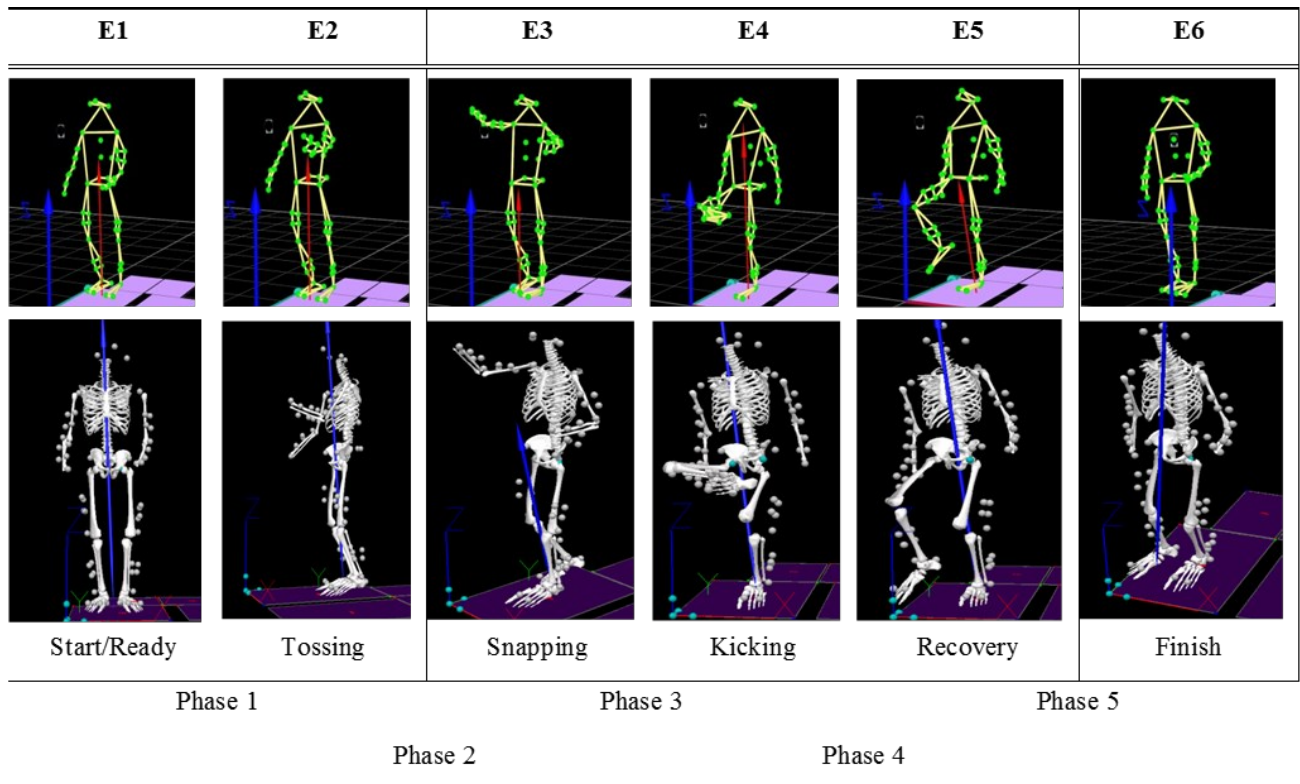 E1 E2 E3 E4 E5 E6
Start/Ready Tossing Snapping Kicking Recovery Finish
Phase 1 Phase 3 Phase 5
Phase 2 Phase 4